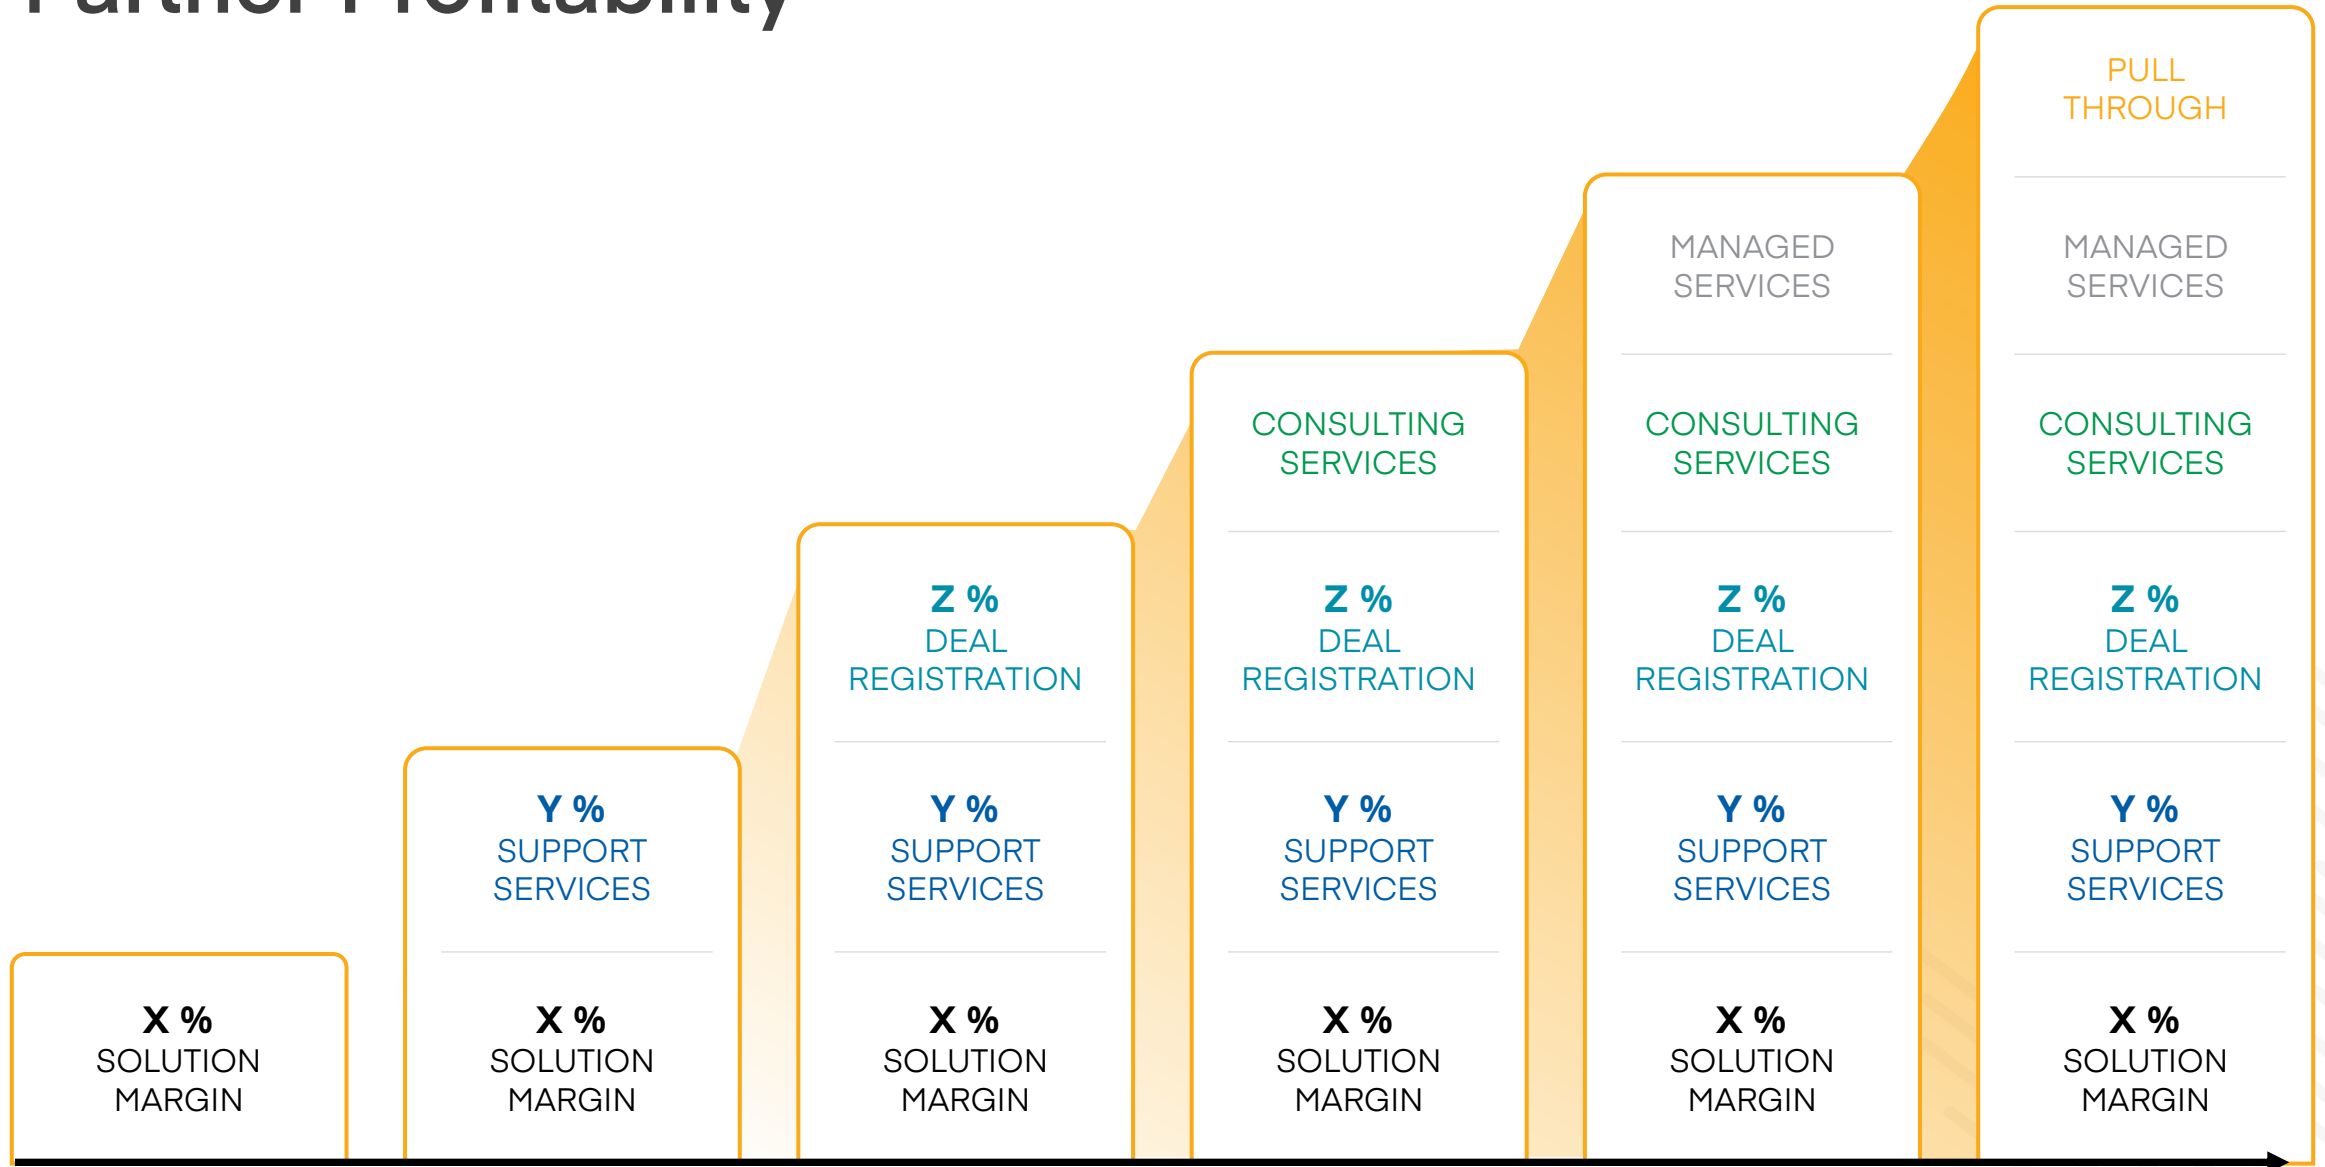 Partner Profitability
X %
SOLUTION
MARGIN
Y %
SUPPORT
SERVICES
X %
SOLUTION
MARGIN
Z %
DEAL
REGISTRATION
Y %
SUPPORT
SERVICES
X %
SOLUTION
MARGIN
CONSULTING
SERVICES
Z %
DEAL
REGISTRATION
Y %
SUPPORT
SERVICES
X %
SOLUTION
MARGIN
MANAGED
SERVICES
CONSULTING
SERVICES
Z %
DEAL
REGISTRATION
Y %
SUPPORT
SERVICES
X %
SOLUTION
MARGIN
PULL
THROUGH
MANAGED
SERVICES
CONSULTING
SERVICES
Z %
DEAL
REGISTRATION
Y %
SUPPORT
SERVICES
X %
SOLUTION
MARGIN